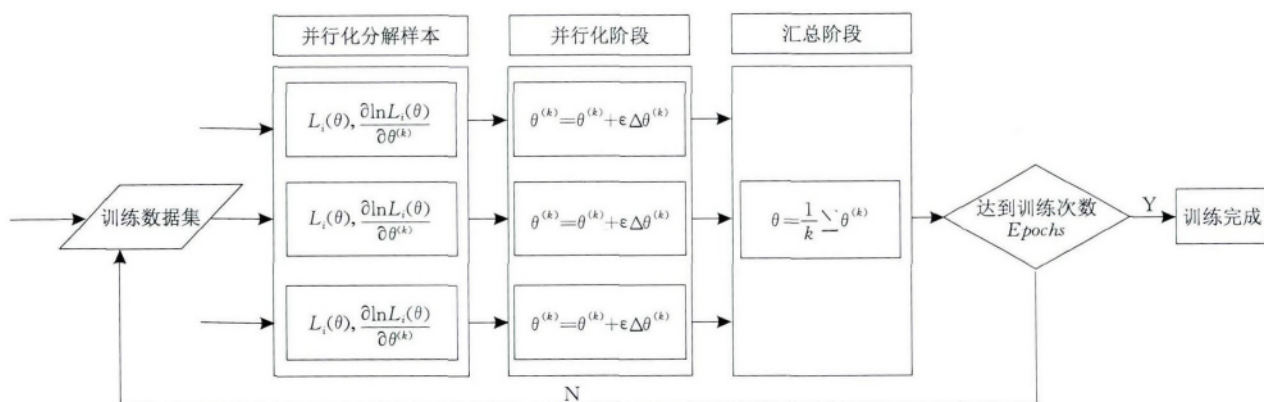 并行化分解样本
并行化阶段
汇总阶段
L_i(θ), ∂lnL_i(θ)/∂θ^(k)
θ^(k)=θ^(k)+εΔθ^(k)
训练数据集
L_i(θ), ∂lnL_i(θ)/∂θ^(k)
θ^(k)=θ^(k)+εΔθ^(k)
θ=1/k ∑θ^(k)
达到训练次数
Epochs
Y
训练完成
L_i(θ), ∂lnL_i(θ)/∂θ^(k)
θ^(k)=θ^(k)+εΔθ^(k)
N